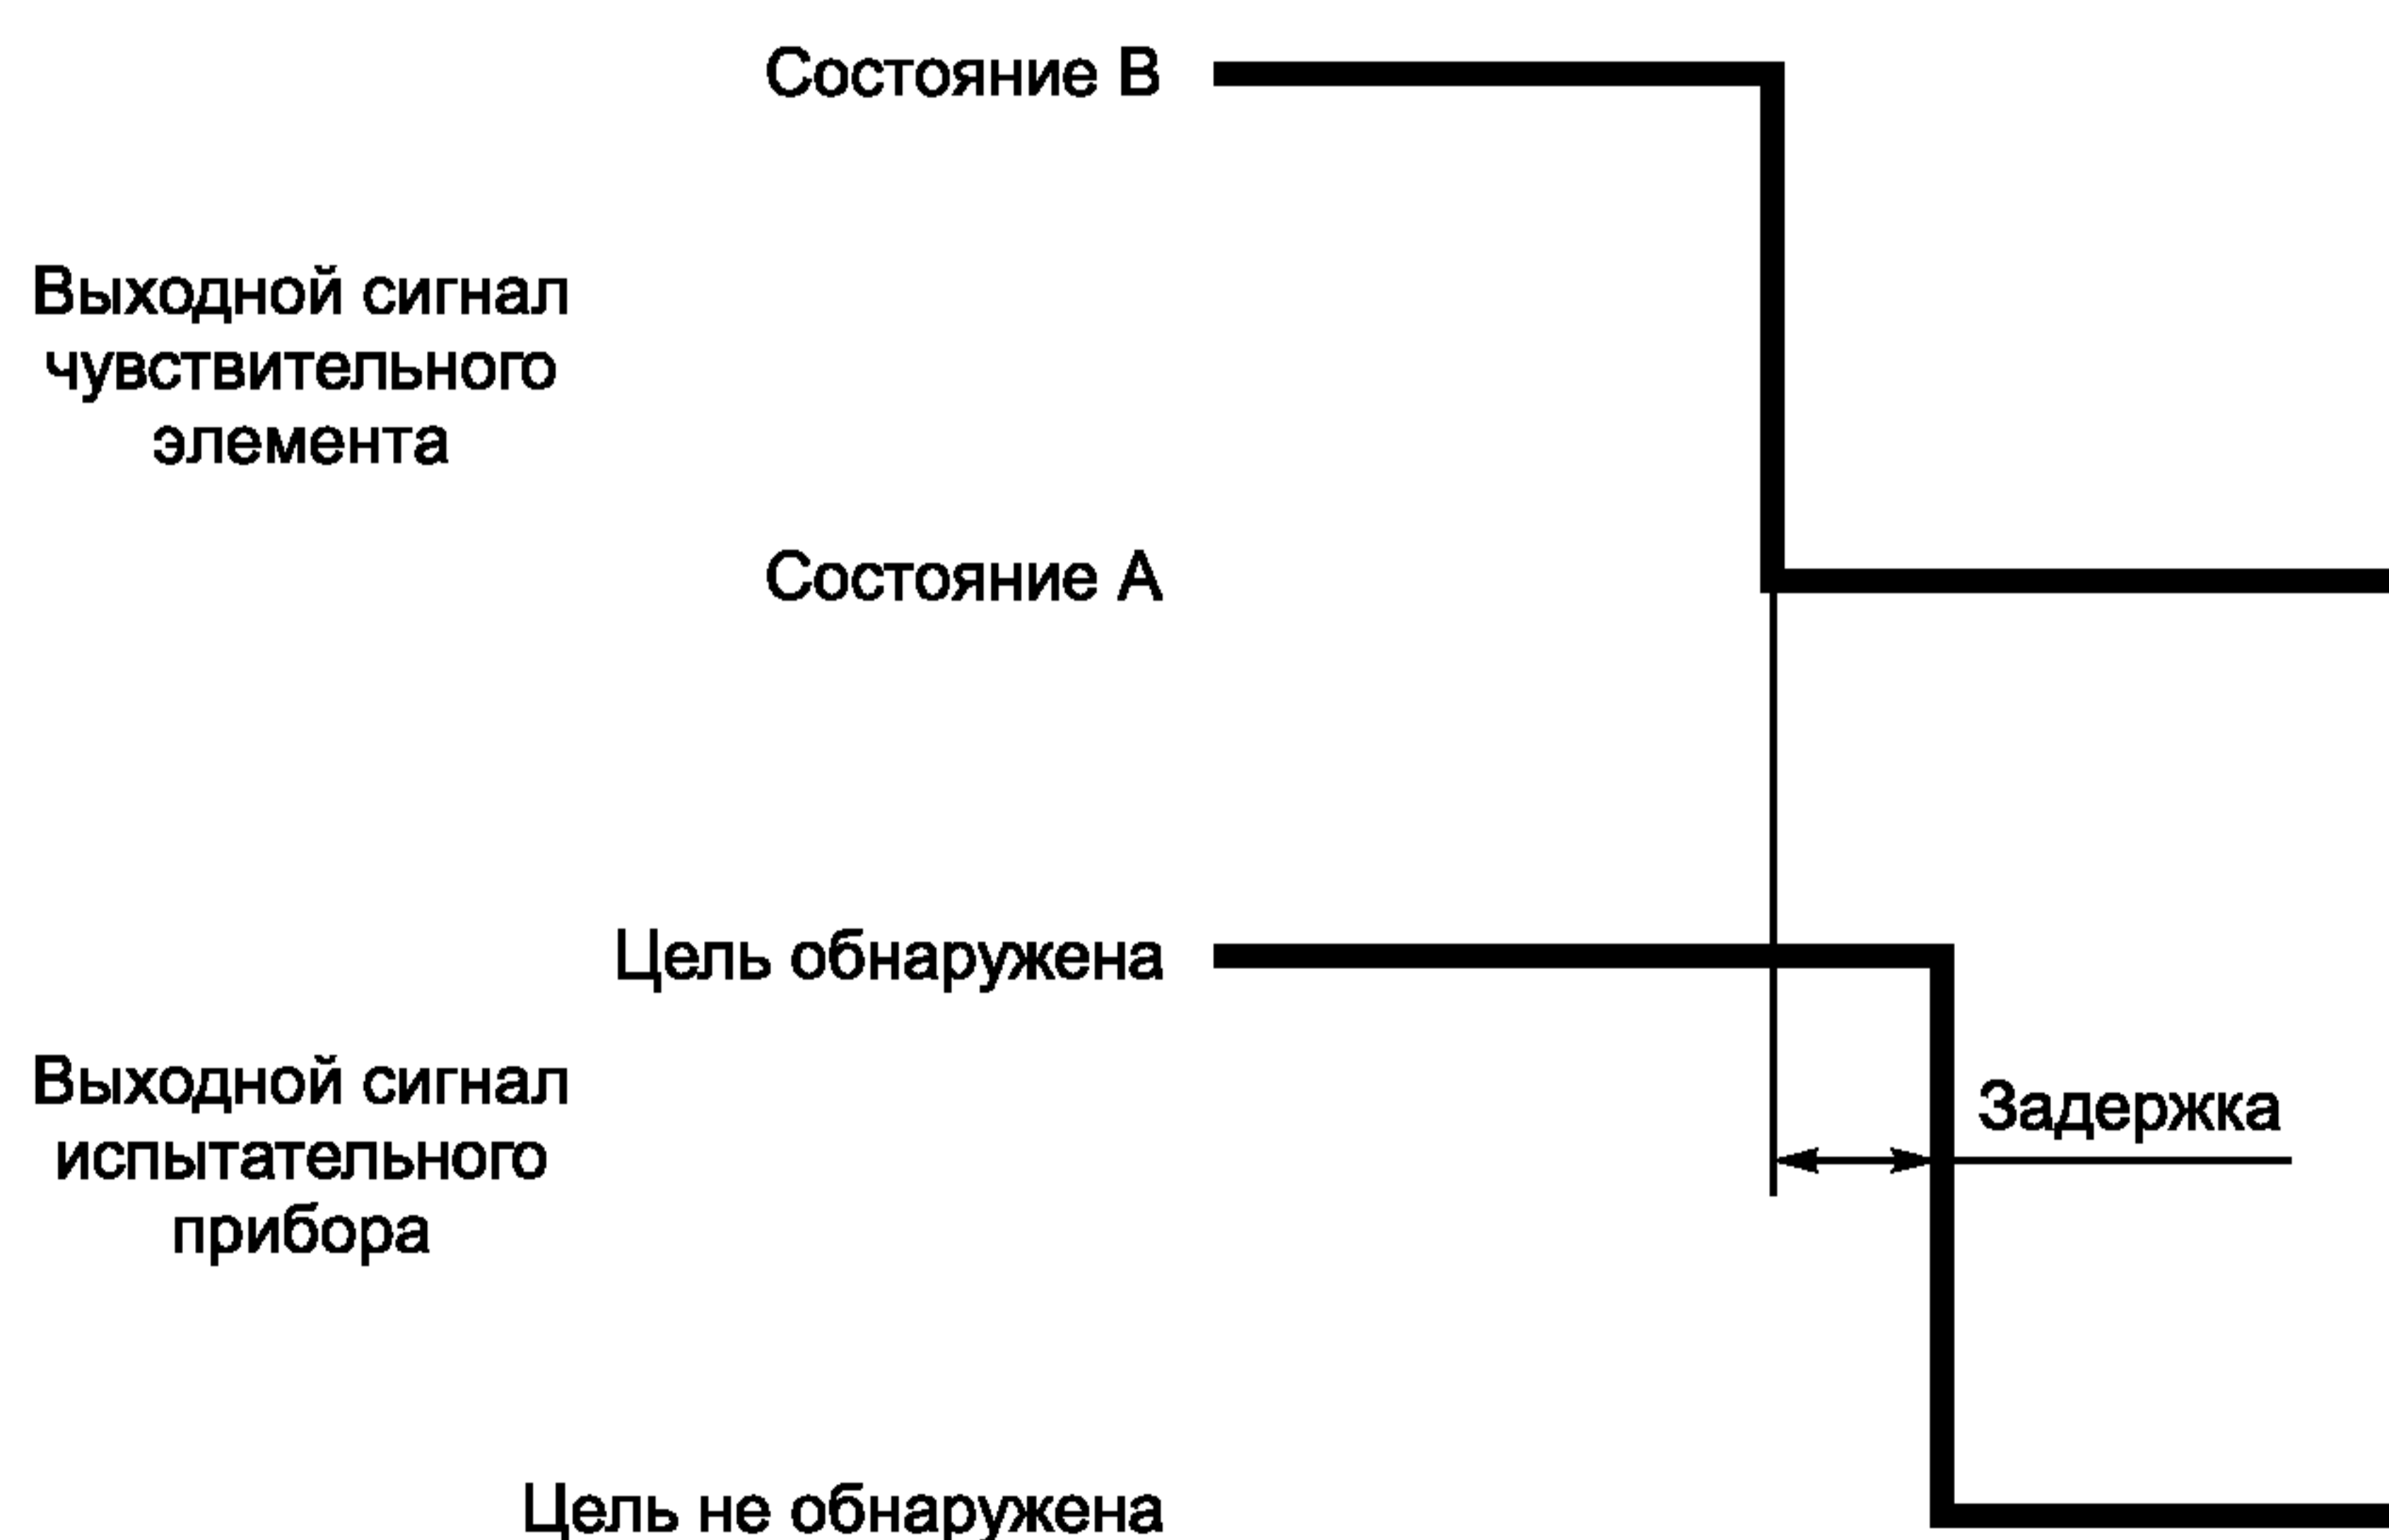 Состояние B
Выходной сигнал
чувствительного
элемента
Состояние A
Цель обнаружена
Выходной сигнал
испытательного
прибора
Задержка
Цель не обнаружена